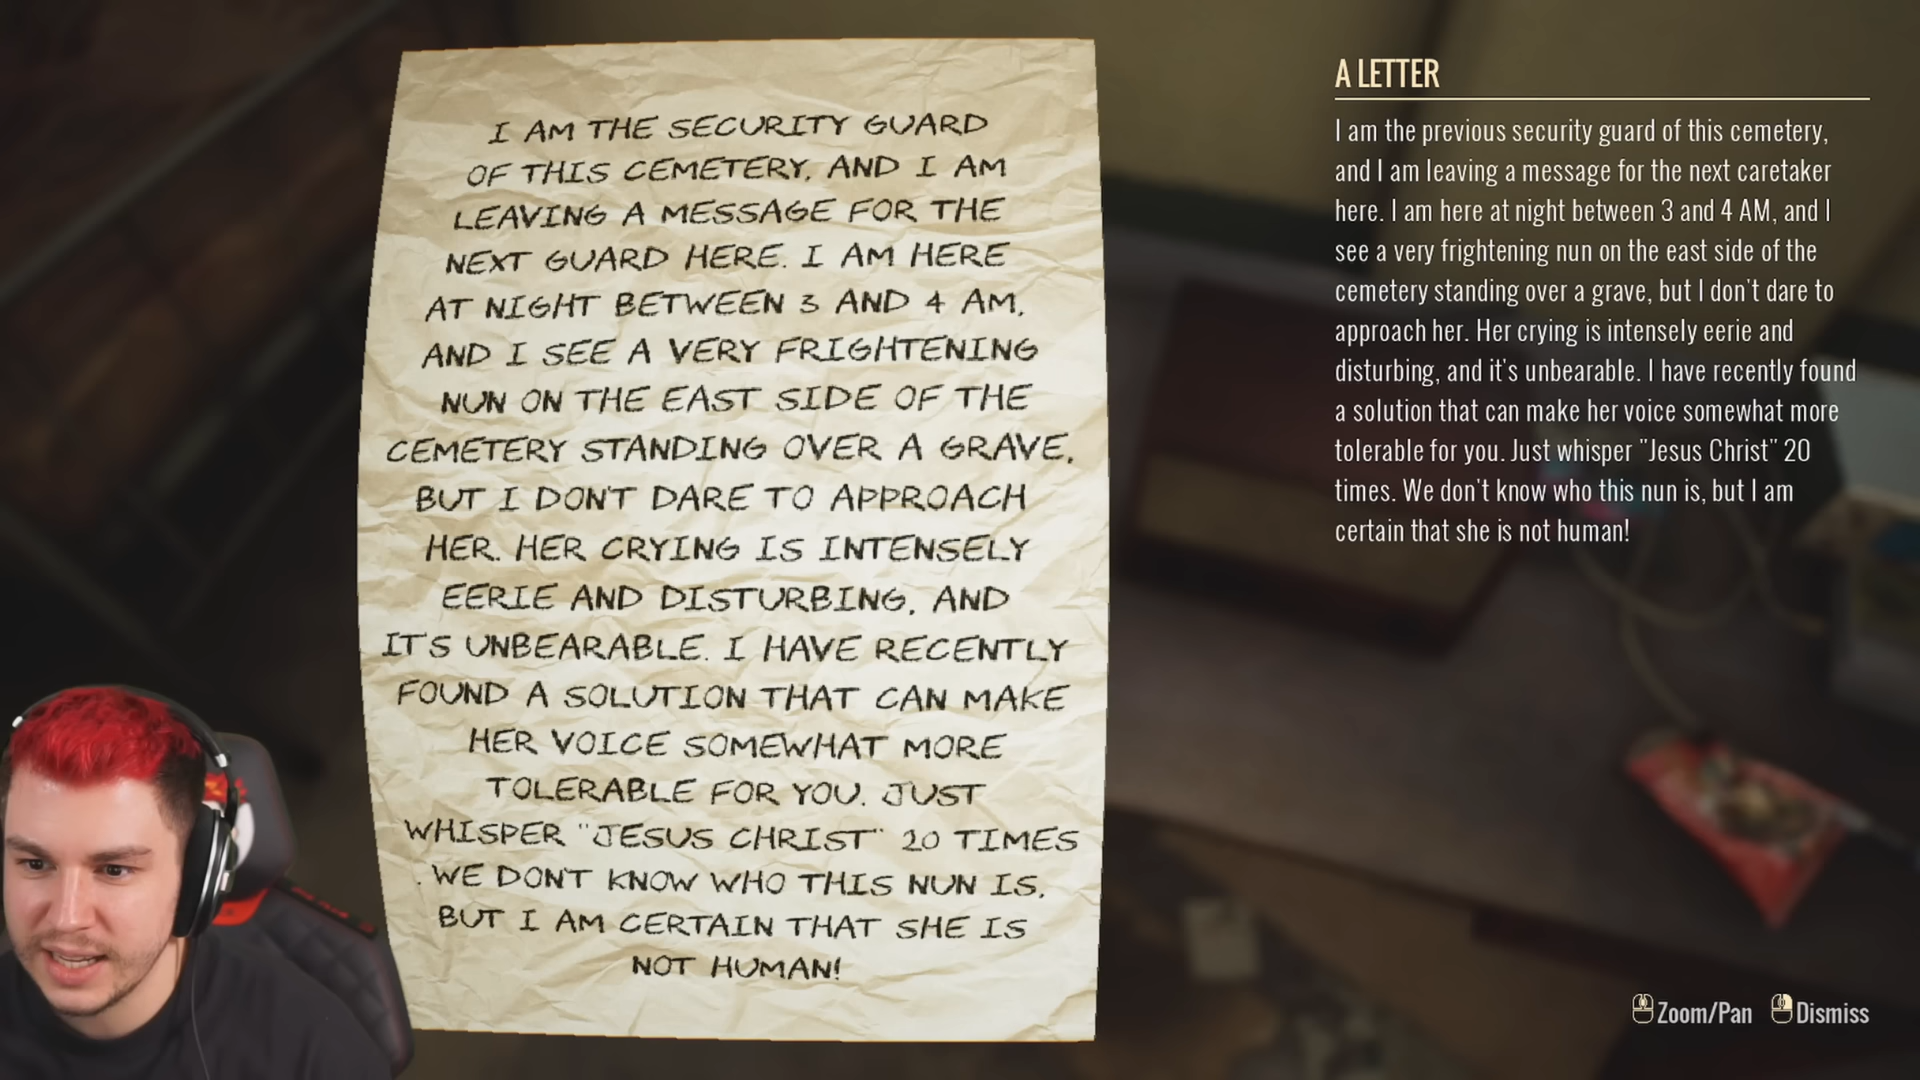 I AM THE SECURITY GUARD
OF THIS CEMETERY, AND I AM
LEAVING A MESSAGE FOR THE
NEXT GUARD HERE. I AM HERE
AT NIGHT BETWEEN 3 AND 4 AM,
AND I SEE A VERY FRIGHTENING
NUN ON THE EAST SIDE OF THE
CEMETERY STANDING OVER A GRAVE,
BUT I DON'T DARE TO APPROACH
HER. HER CRYING IS INTENSELY
EERIE AND DISTURBING, AND
IT'S UNBEARABLE. I HAVE RECENTLY
FOUND A SOLUTION THAT CAN MAKE
HER VOICE SOMEWHAT MORE
TOLERABLE FOR YOU. JUST
WHISPER "JESUS CHRIST" 20 TIMES
. WE DON'T KNOW WHO THIS NUN IS,
BUT I AM CERTAIN THAT SHE IS
NOT HUMAN!
A LETTER
I am the previous security guard of this cemetery,
and I am leaving a message for the next caretaker
here. I am here at night between 3 and 4 AM, and I
see a very frightening nun on the east side of the
cemetery standing over a grave, but I don't dare to
approach her. Her crying is intensely eerie and
disturbing, and it's unbearable. I have recently found
a solution that can make her voice somewhat more
tolerable for you. Just whisper "Jesus Christ" 20
times. We don't know who this nun is, but I am
certain that she is not human!
Zoom/Pan Dismiss